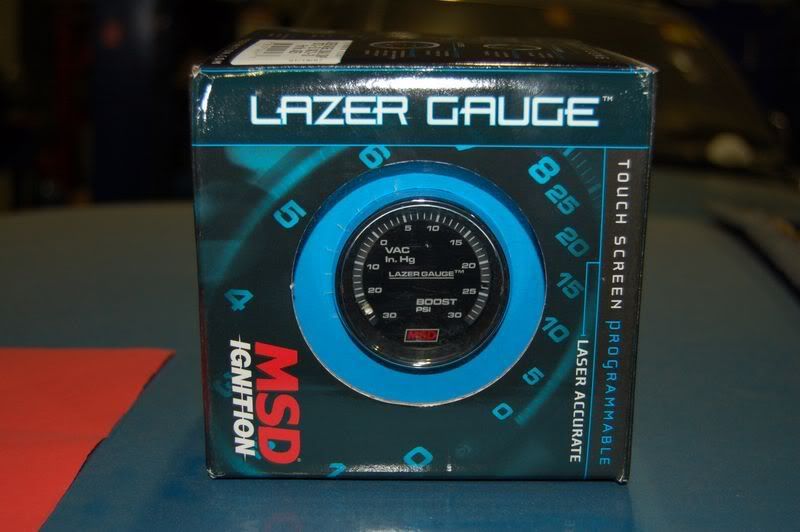 LAZER GAUGE™
TOUCH SCREEN PROGRAMMABLE
LASER ACCURATE
6
8
5
25
20
15
10
5
0
4
0
5 10
0 15
VAC
In. Hg
10 20
LAZER GAUGE™
20 25
BOOST
PSI
30 30
MSD
MSD
IGNITION